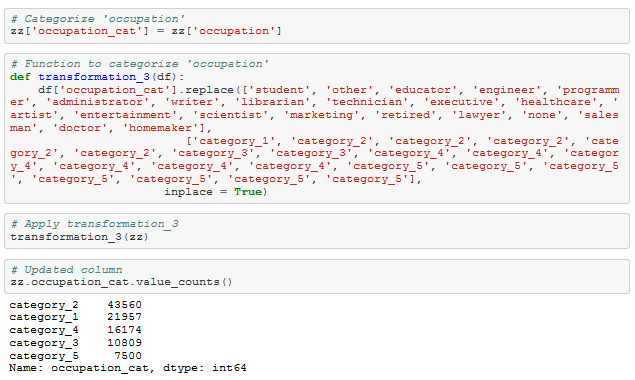 # Categorize 'occupation'
zz['occupation_cat'] = zz['occupation']
# Function to categorize 'occupation'
def transformation_3(df):
    df['occupation_cat'].replace(['student', 'other', 'educator', 'engineer', 'programm
er', 'administrator', 'writer', 'librarian', 'technician', 'executive', 'healthcare', '
artist', 'entertainment', 'scientist', 'marketing', 'retired', 'lawyer', 'none', 'sales
man', 'doctor', 'homemaker'],
                         ['category_1', 'category_2', 'category_2', 'category_2', 'cate
gory_2', 'category_2', 'category_3', 'category_3', 'category_4', 'category_4', 'categor
y_4', 'category_4', 'category_4', 'category_4', 'category_5', 'category_5', 'category_5
', 'category_5', 'category_5', 'category_5', 'category_5'],
                      inplace = True)
# Apply transformation_3
transformation_3(zz)
# Updated column
zz.occupation_cat.value_counts()
category_2    43560
category_1    21957
category_4    16174
category_3    10809
category_5     7500
Name: occupation_cat, dtype: int64